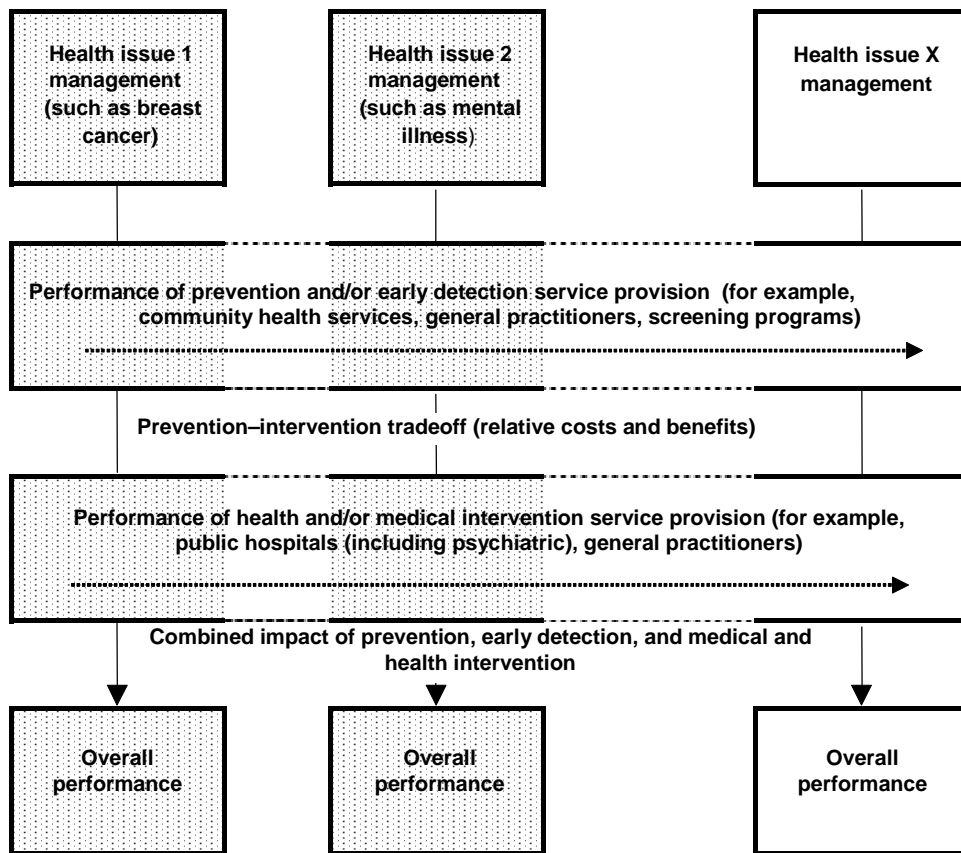 Health issue 1
management
(such as breast
cancer)
Health issue 2
management
(such as mental
illness)
Health issue X
management
Performance of prevention and/or early detection service provision (for example,
community health services, general practitioners, screening programs)
Prevention–intervention tradeoff (relative costs and benefits)
Performance of health and/or medical intervention service provision (for example,
public hospitals (including psychiatric), general practitioners)
Combined impact of prevention, early detection, and medical and
health intervention
Overall
performance
Overall
performance
Overall
performance